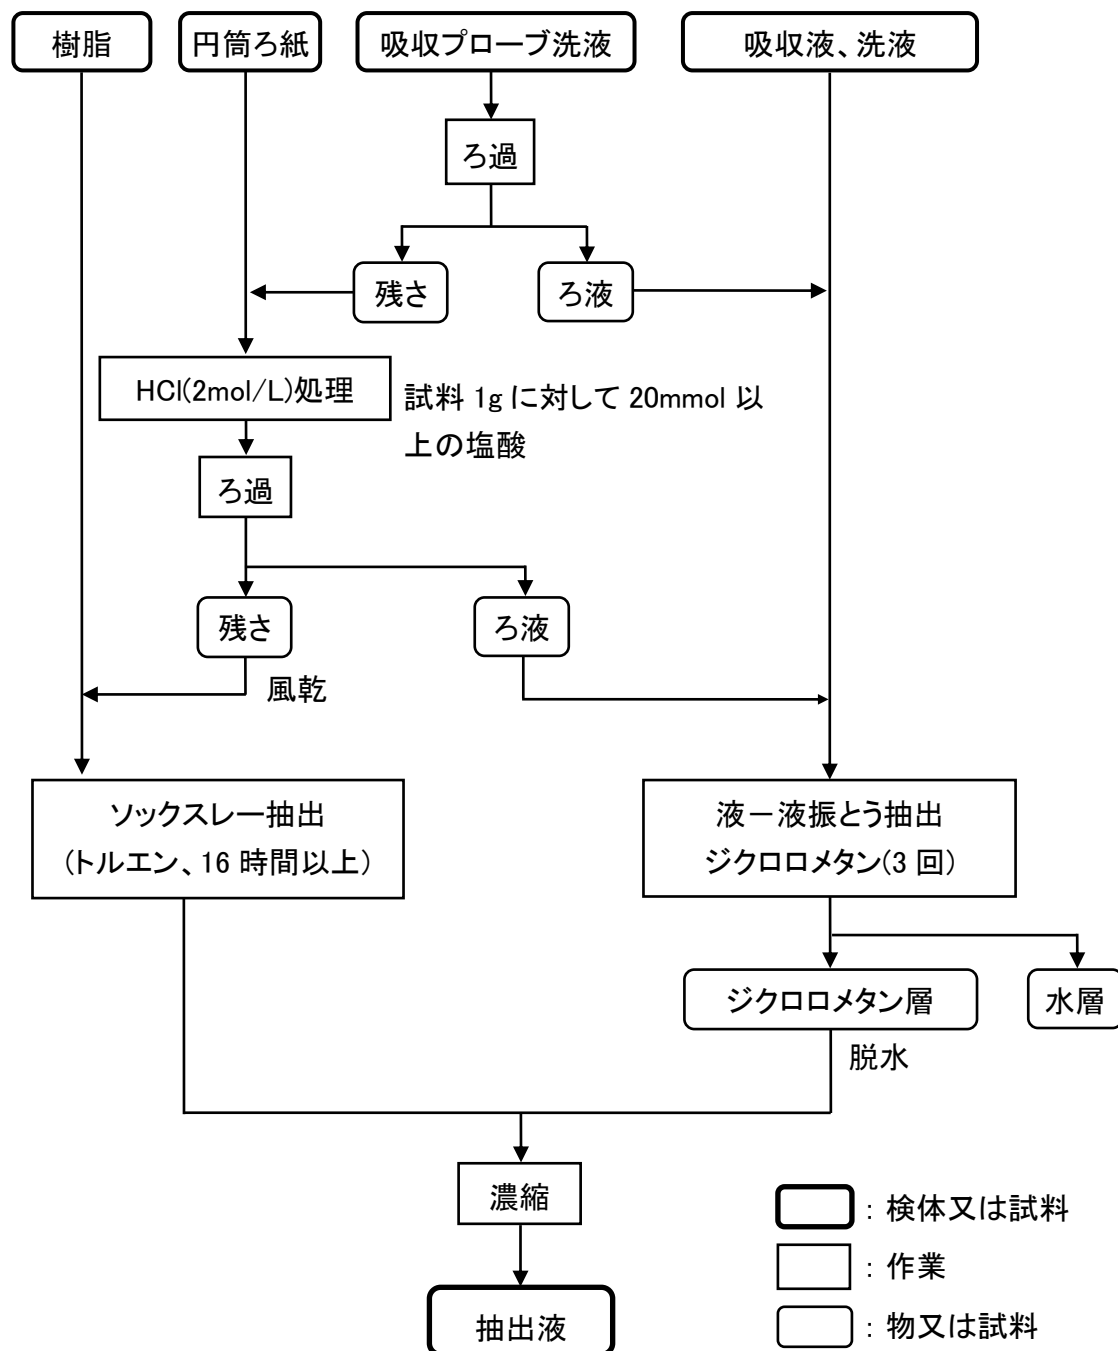 樹脂
円筒ろ紙
吸収プローブ洗液
吸収液、洗液
ろ過
残さ
ろ液
HCl(2mol/L)処理
試料 1g に対して 20mmol 以
上の塩酸
ろ過
残さ
ろ液
風乾
ソックスレー抽出
(トルエン、16 時間以上)
液－液振とう抽出
ジクロロメタン(3 回)
ジクロロメタン層
水層
脱水
濃縮
抽出液
：検体又は試料
：作業
：物又は試料